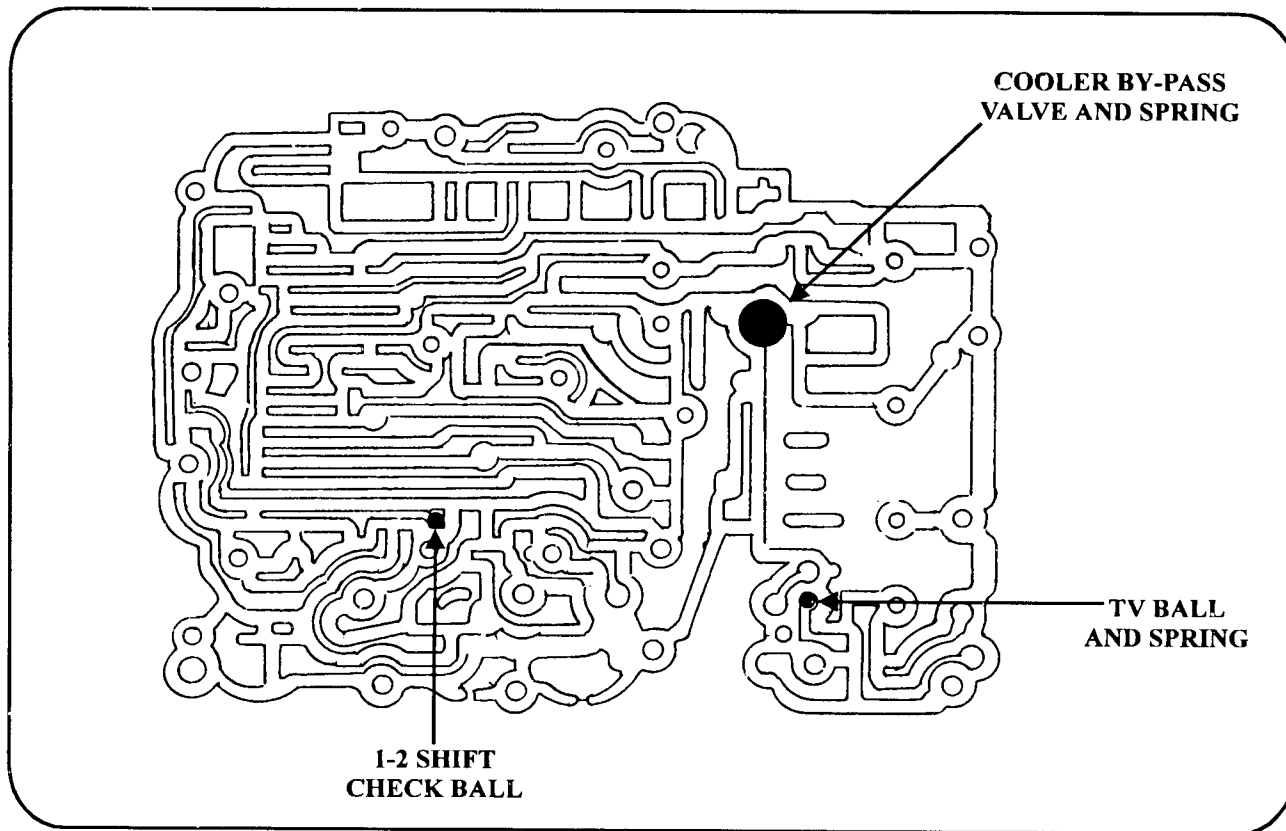 COOLER BY-PASS
VALVE AND SPRING
TV BALL
AND SPRING
1-2 SHIFT
CHECK BALL